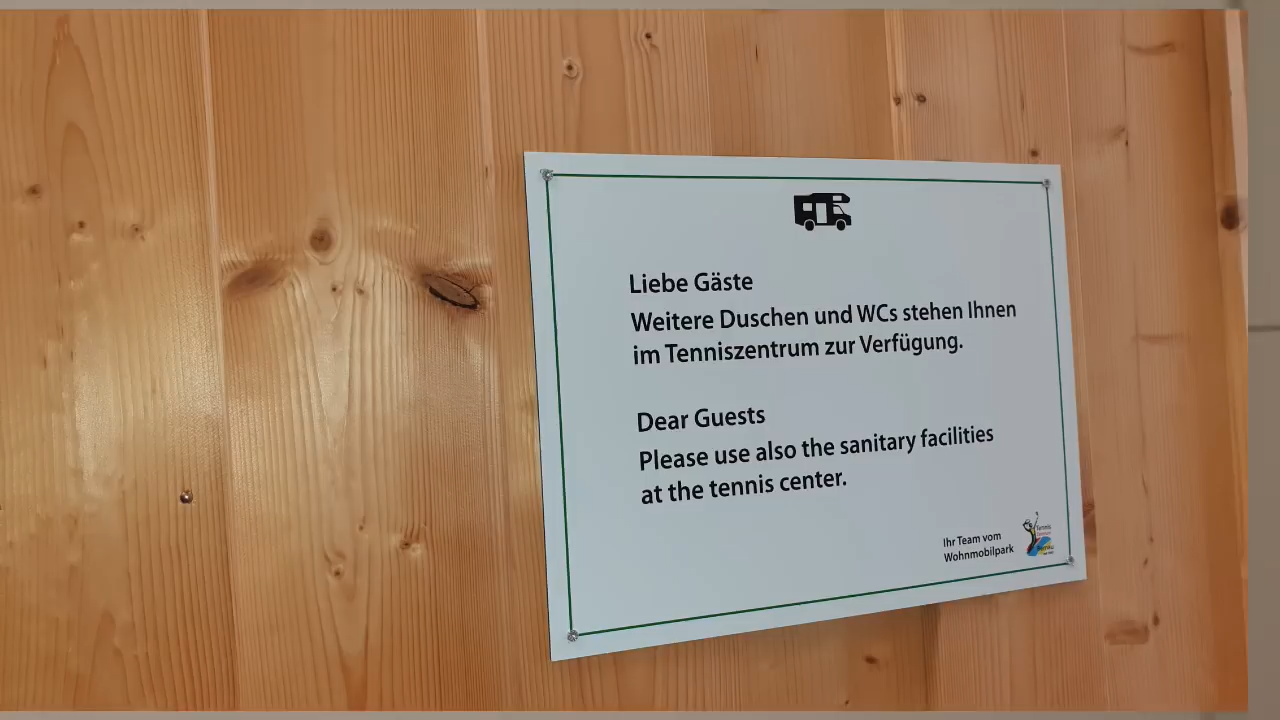 Liebe Gäste
Weitere Duschen und WCs stehen Ihnen
im Tenniszentrum zur Verfügung.
Dear Guests
Please use also the sanitary facilities
at the tennis center.
Ihr Team vom
Wohnmobilpark
Tennis